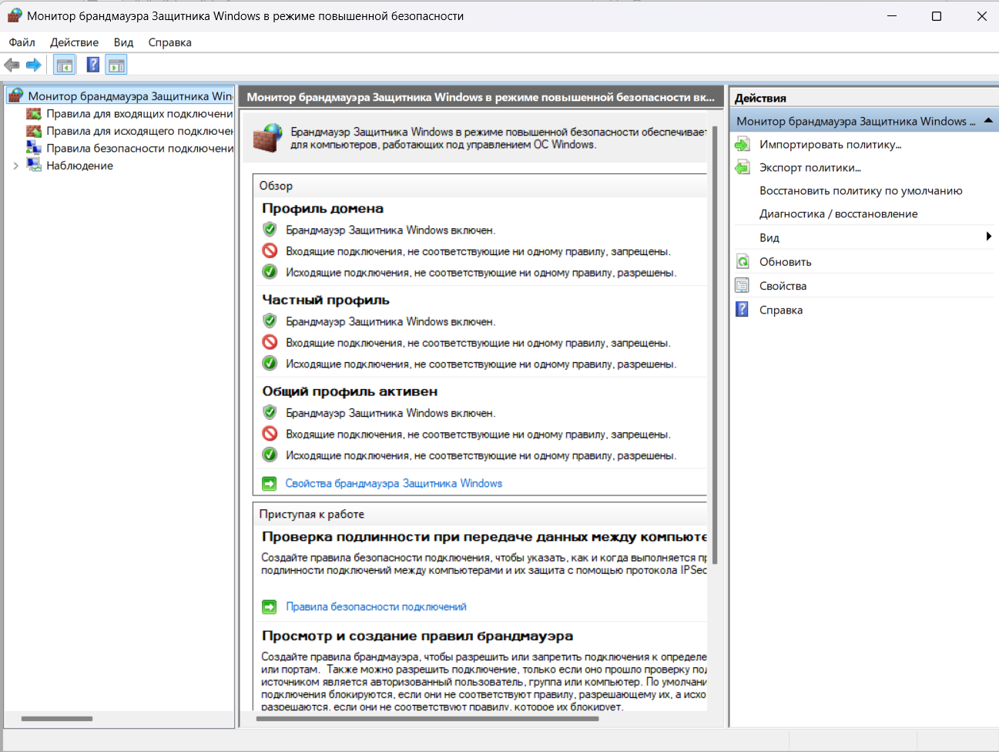 Монитор брандмауэра Защитника Windows в режиме повышенной безопасности
Файл Действие Вид Справка
Монитор брандмауэра Защитника Win
Правила для входящих подключени
Правила для исходящего подключе
Правила безопасности подключени
Наблюдение
Монитор брандмауэра Защитника Windows в режиме повышенной безопасности вк...
Брандмауэр Защитника Windows в режиме повышенной безопасности обеспечивает
для компьютеров, работающих под управлением ОС Windows.
Обзор
Профиль домена
Брандмауэр Защитника Windows включен.
Входящие подключения, не соответствующие ни одному правилу, запрещены.
Исходящие подключения, не соответствующие ни одному правилу, разрешены.
Частный профиль
Брандмауэр Защитника Windows включен.
Входящие подключения, не соответствующие ни одному правилу, запрещены.
Исходящие подключения, не соответствующие ни одному правилу, разрешены.
Общий профиль активен
Брандмауэр Защитника Windows включен.
Входящие подключения, не соответствующие ни одному правилу, запрещены.
Исходящие подключения, не соответствующие ни одному правилу, разрешены.
Свойства брандмауэра Защитника Windows
Приступая к работе
Проверка подлинности при передаче данных между компьюте
Создайте правила безопасности подключения, чтобы указать, как и когда выполняется пр
подлинности подключений между компьютерами и их защита с помощью протокола IPSec
Правила безопасности подключений
Просмотр и создание правил брандмауэра
Создайте правила брандмауэра, чтобы разрешить или запретить подключения к определе
или портам. Также можно разрешить подключение, только если оно прошло проверку под
источником является авторизованный пользователь, группа или компьютер. По умолчани
подключения блокируются, если они не соответствуют правилу, разрешающему их, а исхо
разрешаются, если они не соответствуют правилу, которое их блокирует.
Действия
Монитор брандмауэра Защитника Windows ...
Импортировать политику...
Экспорт политики...
Восстановить политику по умолчанию
Диагностика / восстановление
Вид
Обновить
Свойства
Справка